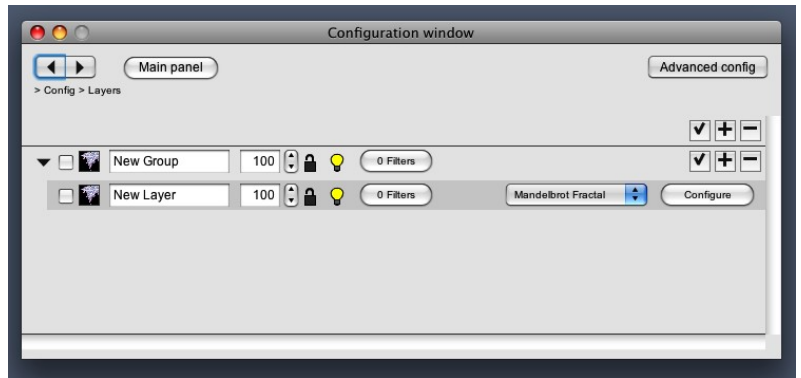 Configuration window
Main panel
Advanced config
> Config > Layers
New Group 100 0 Filters
New Layer 100 0 Filters Mandelbrot Fractal Configure